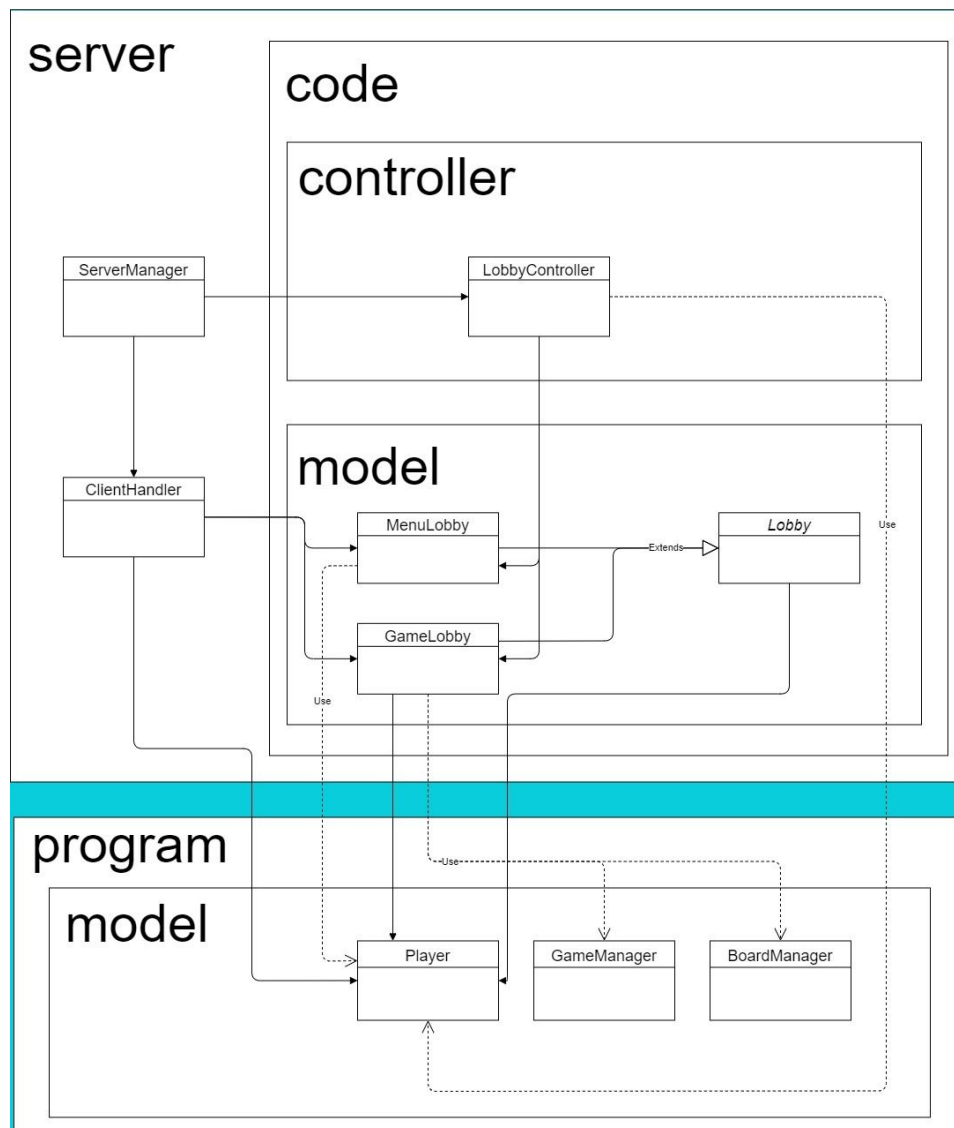 server
code
controller
ServerManager
LobbyController
model
ClientHandler
MenuLobby
Lobby
Use
Extends
GameLobby
Use
program
Use
model
Player
GameManager
BoardManager